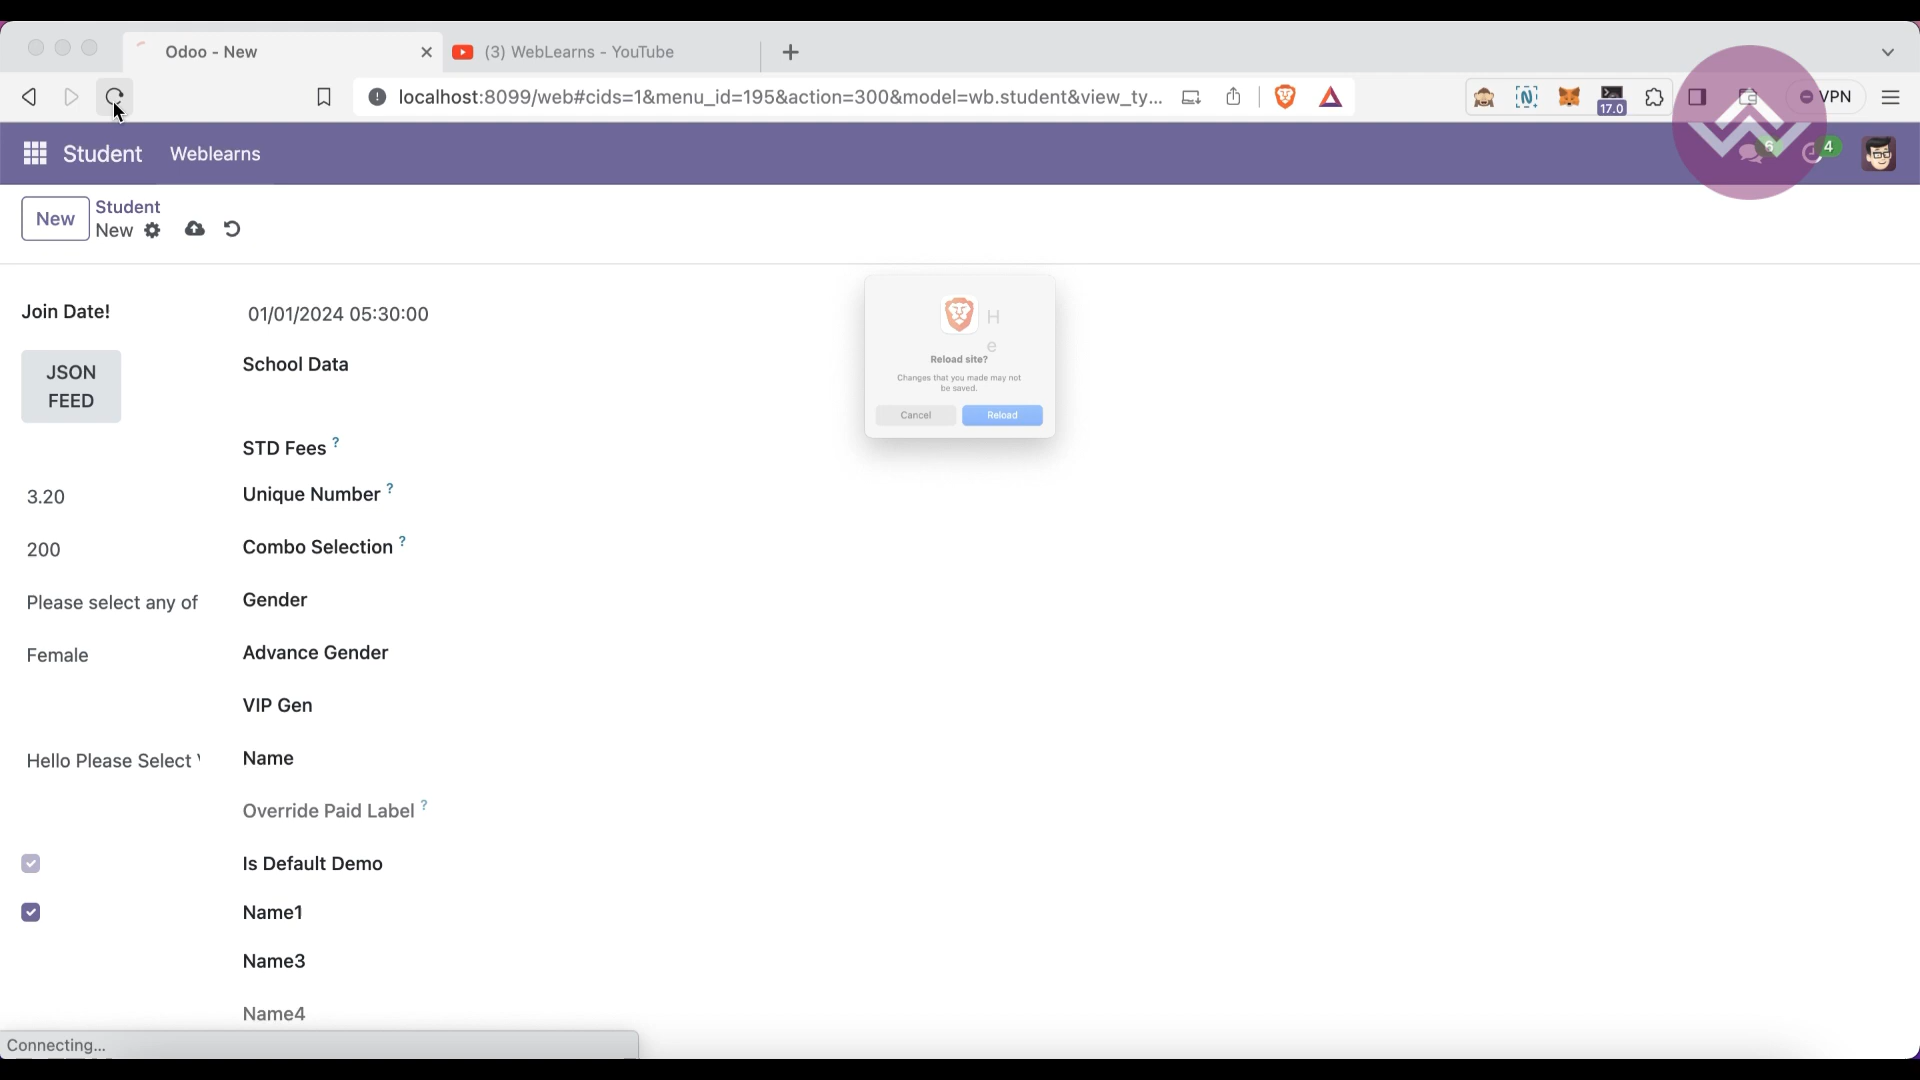 Odoo - New
(3) WebLearns - YouTube
localhost:8099/web#cids=1&menu_id=195&action=300&model=wb.student&view_ty...
17.0
VPN
Student
Weblearns
6
4
New
Student
New
Join Date!
01/01/2024 05:30:00
JSON
FEED
School Data
H
e
Reload site?
Changes that you made may not
be saved.
Cancel
Reload
STD Fees ?
3.20
Unique Number ?
200
Combo Selection ?
Please select any of
Gender
Female
Advance Gender
VIP Gen
Hello Please Select
Name
Override Paid Label ?
Is Default Demo
Name1
Name3
Name4
Connecting...